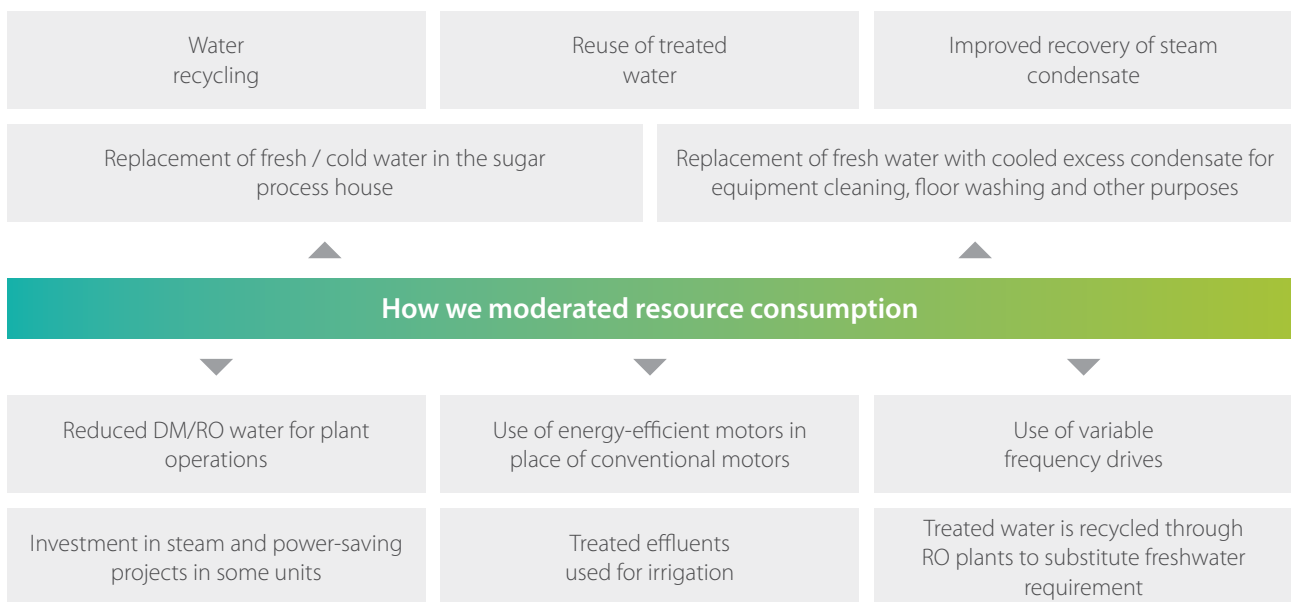 Water
recycling
Reuse of treated
water
Improved recovery of steam
condensate
Replacement of fresh / cold water in the sugar
process house
Replacement of fresh water with cooled excess condensate for
equipment cleaning, floor washing and other purposes
How we moderated resource consumption
Reduced DM/RO water for plant
operations
Use of energy-efficient motors in
place of conventional motors
Use of variable
frequency drives
Investment in steam and power-saving
projects in some units
Treated effluents
used for irrigation
Treated water is recycled through
RO plants to substitute freshwater
requirement